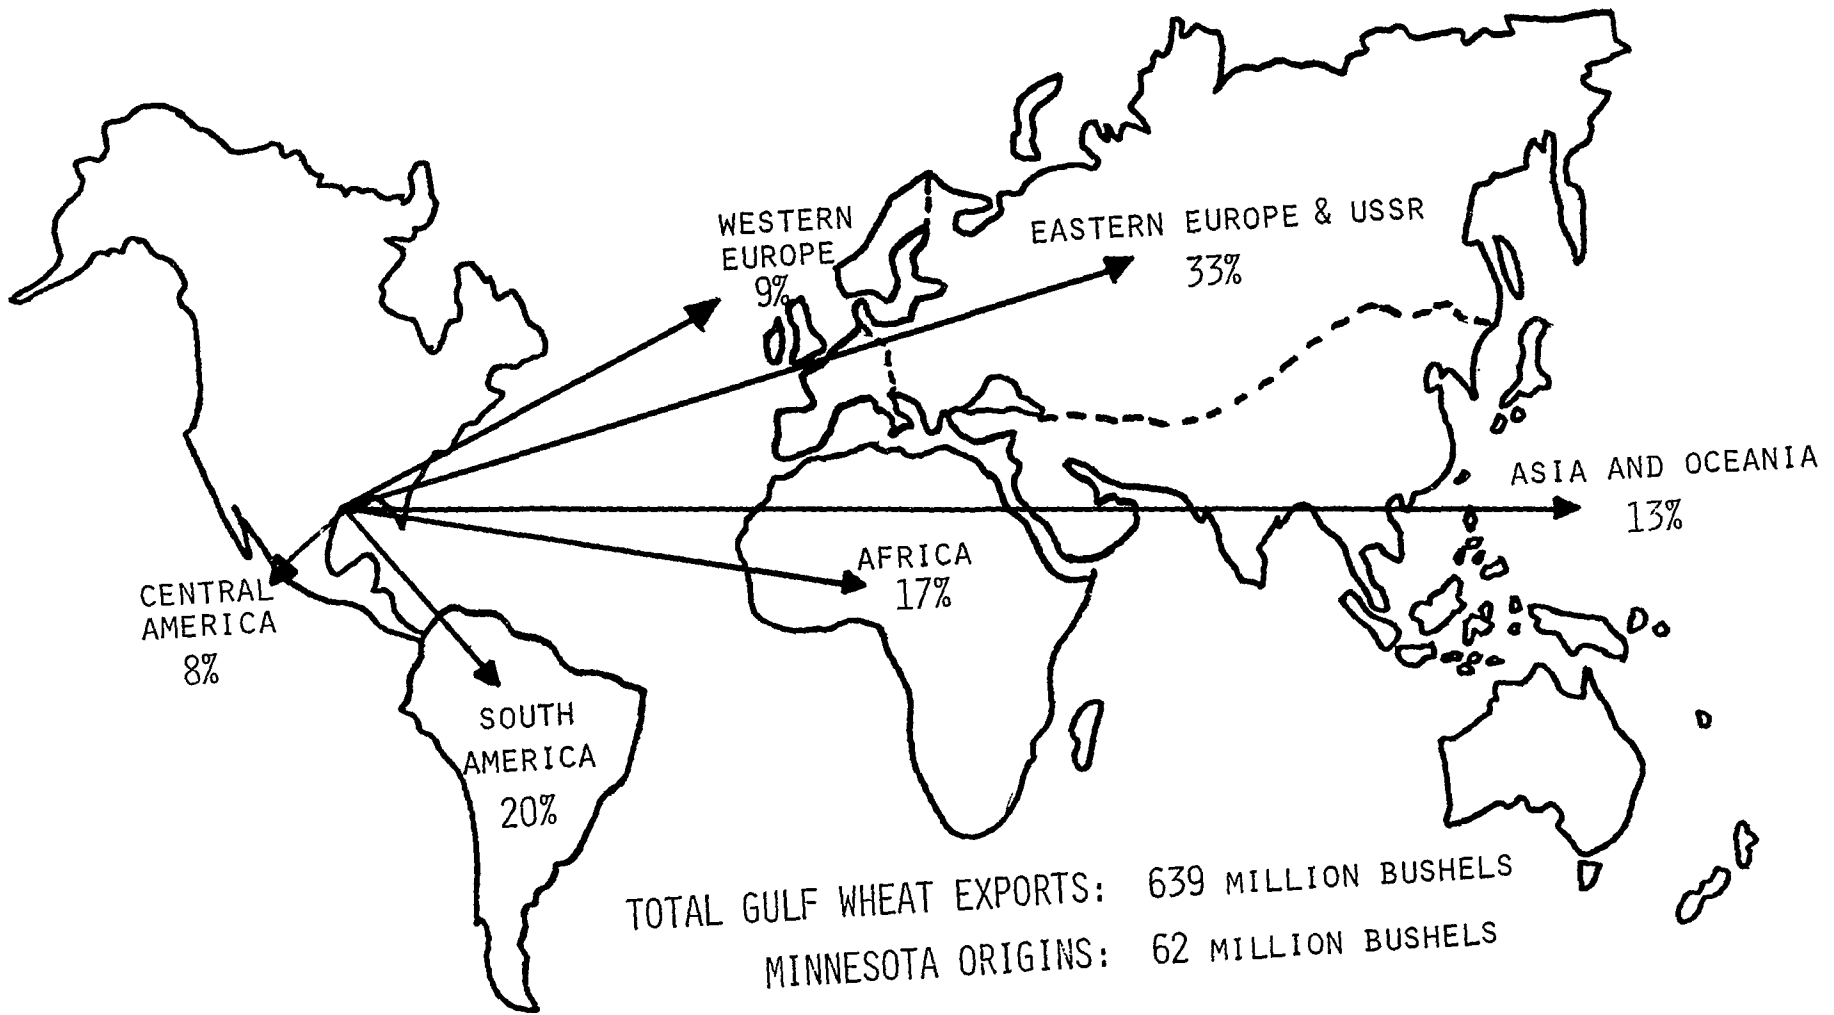 WESTERN
EUROPE
9%
EASTERN EUROPE & USSR
33%
ASIA AND OCEANIA
13%
AFRICA
17%
CENTRAL
AMERICA
8%
SOUTH
AMERICA
20%
TOTAL GULF WHEAT EXPORTS: 639 MILLION BUSHELS
MINNESOTA ORIGINS: 62 MILLION BUSHELS